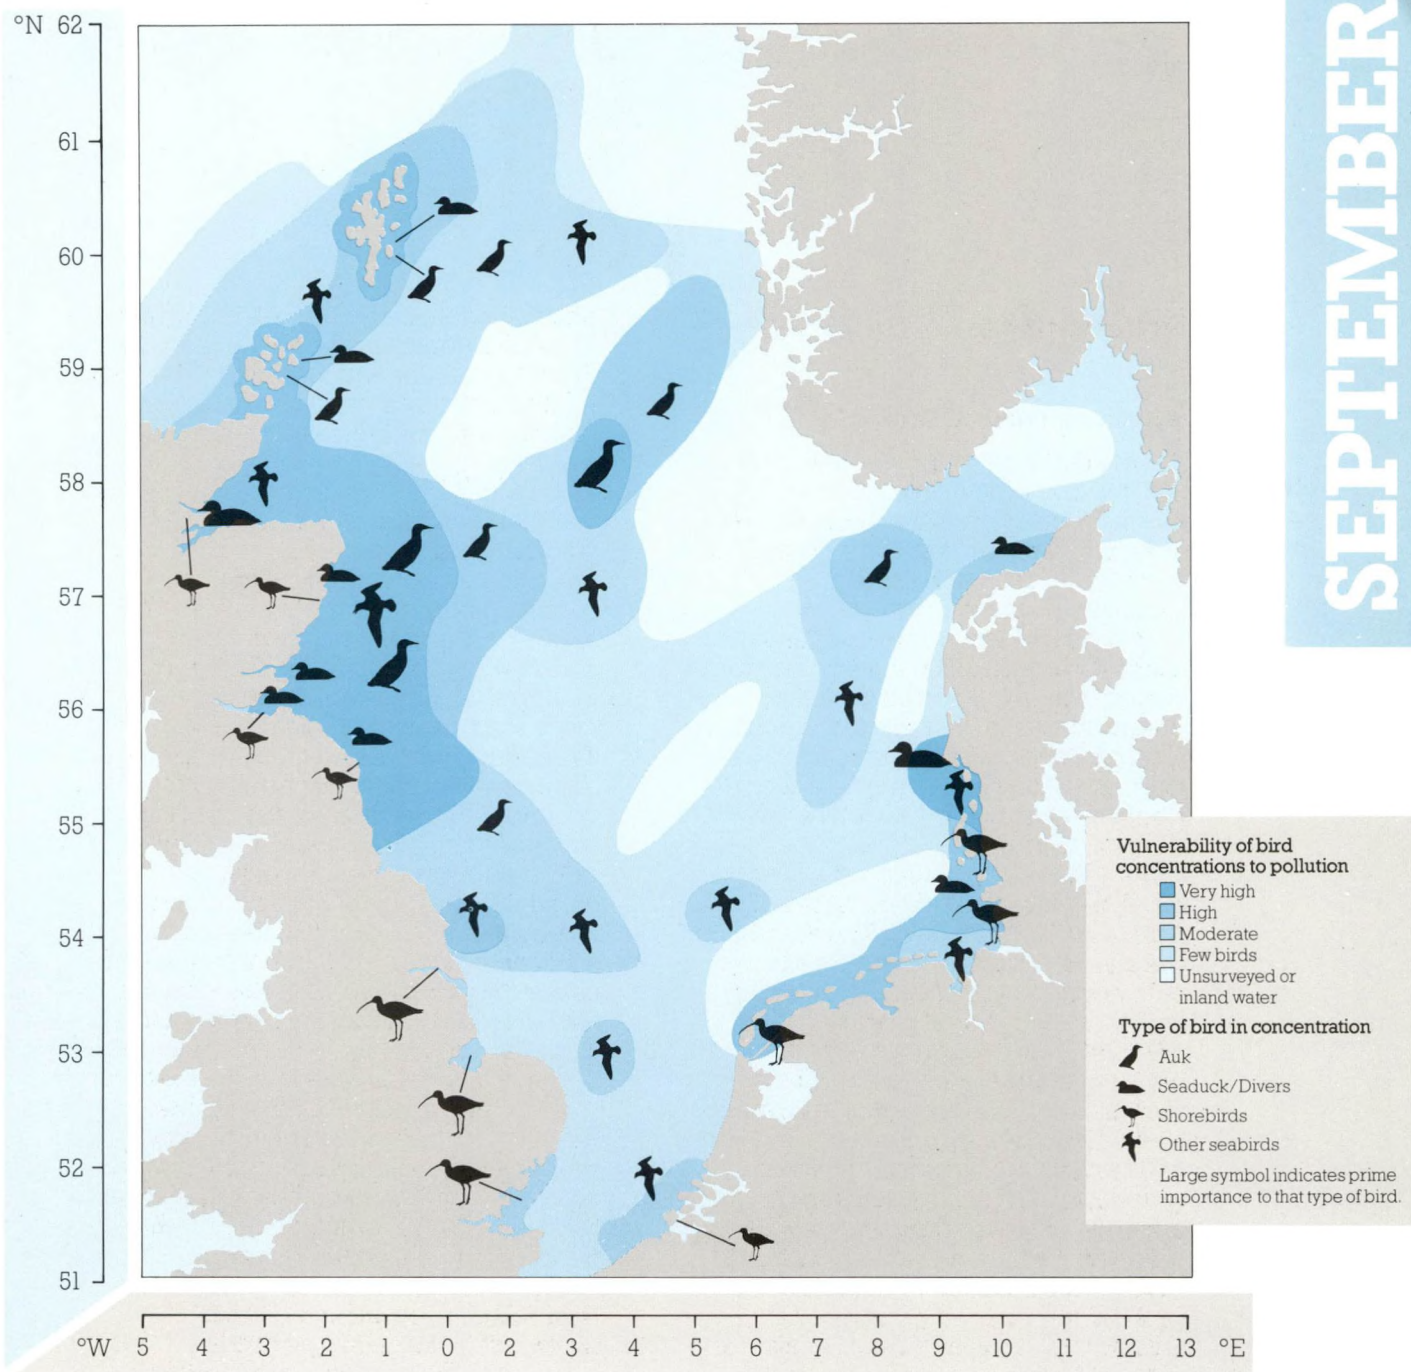 SEPTEMBER
°N 62
61
60
59
58
57
56
55
54
53
52
51
Vulnerability of bird
concentrations to pollution
Very high
High
Moderate
Few birds
Unsurveyed or
inland water
Type of bird in concentration
Auk
Seaduck/Divers
Shorebirds
Other seabirds
Large symbol indicates prime
importance to that type of bird.
°W 5 4 3 2 1 0 2 3 4 5 6 7 8 9 10 11 12 13 °E